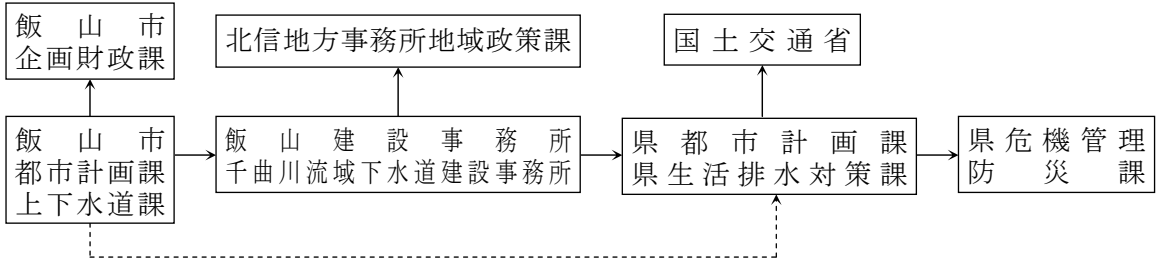 飯山市
企画財政課
北信地方事務所地域政策課
国土交通省
飯山市
都市計画課
上下水道課
飯山建設事務所
千曲川流域下水道建設事務所
県都市計画課
県生活排水対策課
県危機管理
防災課